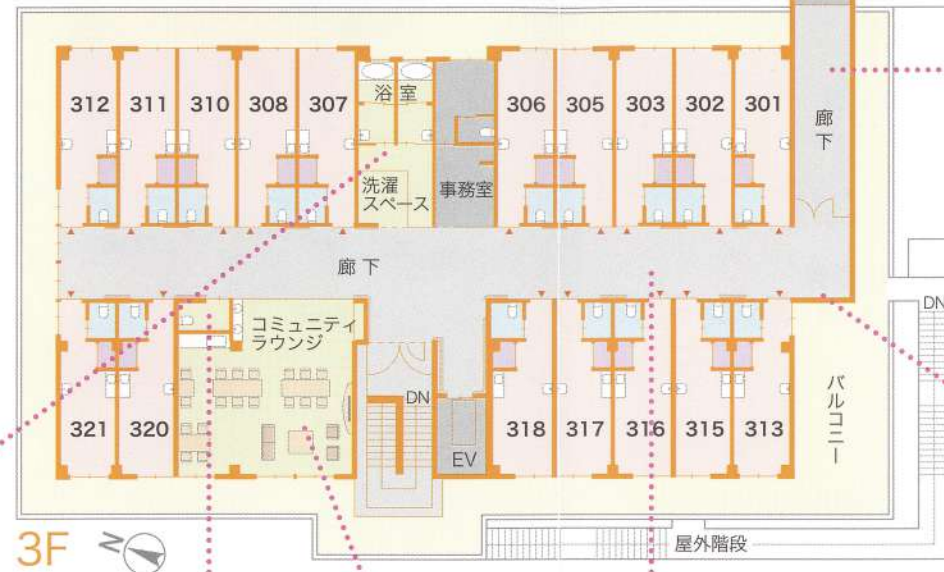 312
311
310
308
307
浴室
306
305
303
302
301
廊下
洗濯
スペース
事務室
廊下
コミュニティ
ラウンジ
DN
DN
バルコニー
321
320
318
317
316
315
313
EV
3F
N
屋外階段